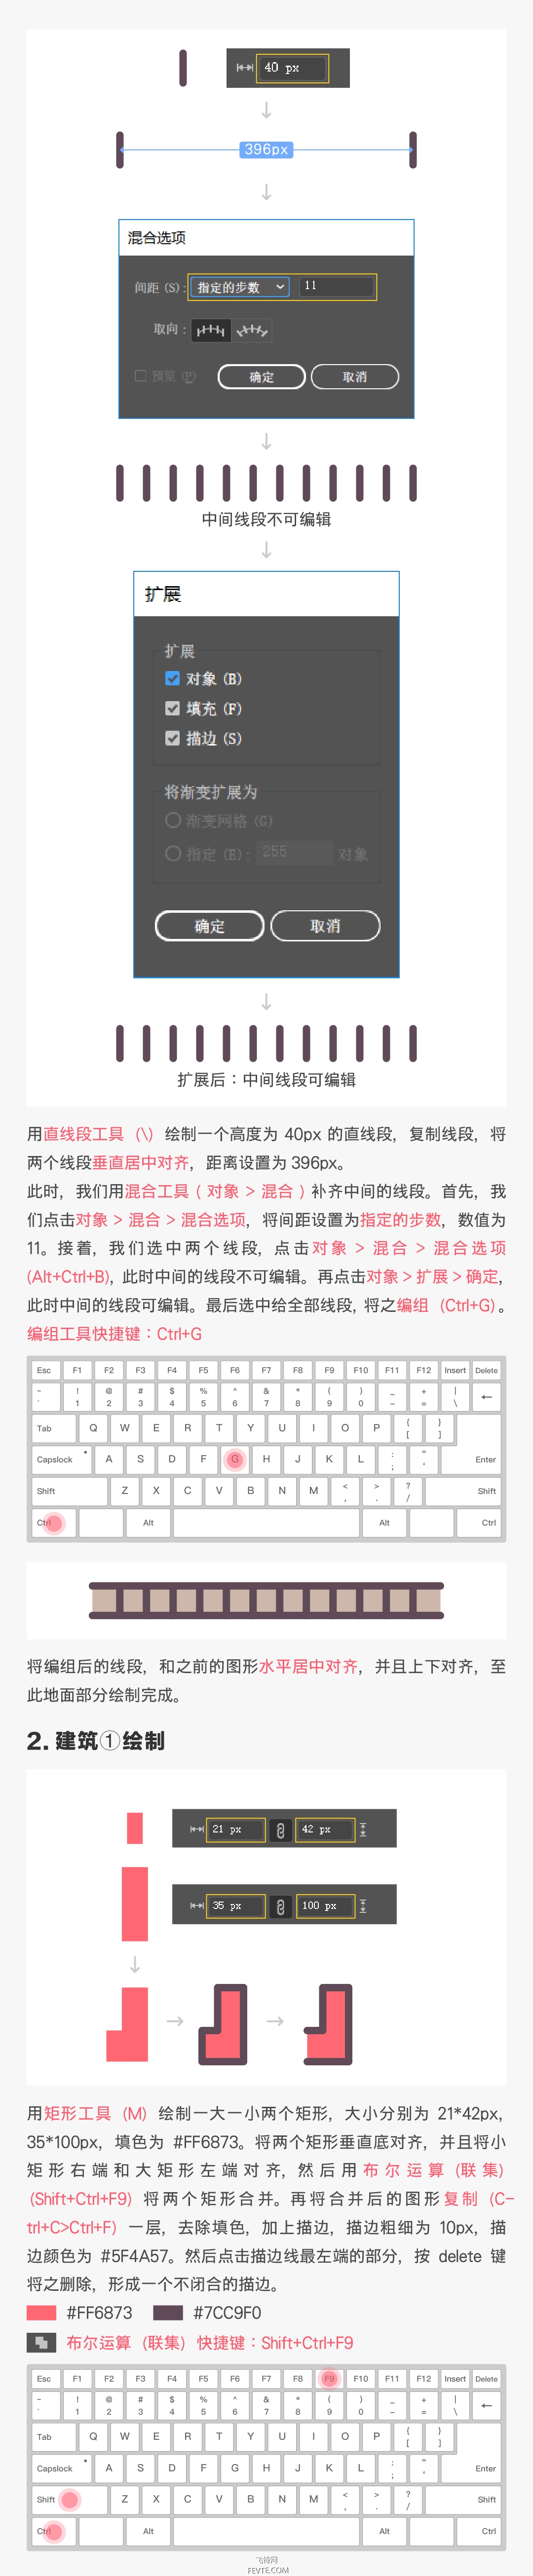 40 px
396px
混合选项
间距 (S): 指定的步数 11
取向：
预览 (P) 确定 取消
中间线段不可编辑
扩展
扩展
对象 (B)
填充 (F)
描边 (S)
将渐变扩展为
渐变网格 (G)
指定 (E): 255 对象
确定 取消
扩展后：中间线段可编辑
用直线段工具（\）绘制一个高度为 40px 的直线段，复制线段，将
两个线段垂直居中对齐，距离设置为 396px。
此时，我们用混合工具（对象 > 混合）补齐中间的线段。首先，我
们点击对象 > 混合 > 混合选项，将间距设置为指定的步数，数值为
11。接着，我们选中两个线段，点击对象 > 混合 > 混合选项
(Alt+Ctrl+B)，此时中间的线段不可编辑。再点击对象 > 扩展 > 确定，
此时中间的线段可编辑。最后选中给全部线段，将之编组（Ctrl+G）。
编组工具快捷键：Ctrl+G
Esc F1 F2 F3 F4 F5 F6 F7 F8 F9 F10 F11 F12 Insert Delete
~ ! @ # $ % ^ & * ( ) _ + |
` 1 2 3 4 5 6 7 8 9 0 - = \ ←
Tab Q W E R T Y U I O P { [ } ]
Capslock A S D F G H J K L : ; " ' Enter
Shift Z X C V B N M < , > . ? / Shift
Ctrl Alt Alt Ctrl
将编组后的线段，和之前的图形水平居中对齐，并且上下对齐，至
此地面部分绘制完成。
2. 建筑①绘制
21 px 42 px
35 px 100 px
用矩形工具（M）绘制一大一小两个矩形，大小分别为 21*42px,
35*100px，填色为 #FF6873。将两个矩形垂直底对齐，并且将小
矩形右端和大矩形左端对齐，然后用布尔运算（联集）
(Shift+Ctrl+F9) 将两个矩形合并。再将合并后的图形复制（C-
trl+C>Ctrl+F）一层，去除填色，加上描边，描边粗细为 10px，描
边颜色为 #5F4A57。然后点击描边线最左端的部分，按 delete 键
将之删除，形成一个不闭合的描边。
#FF6873 #7CC9F0
布尔运算（联集）快捷键：Shift+Ctrl+F9
Esc F1 F2 F3 F4 F5 F6 F7 F8 F9 F10 F11 F12 Insert Delete
~ ! @ # $ % ^ & * ( ) _ + |
` 1 2 3 4 5 6 7 8 9 0 - = \ ←
Tab Q W E R T Y U I O P { [ } ]
Capslock A S D F G H J K L : ; " ' Enter
Shift Z X C V B N M < , > . ? / Shift
Ctrl Alt Alt Ctrl
飞特网
FEVTE.COM